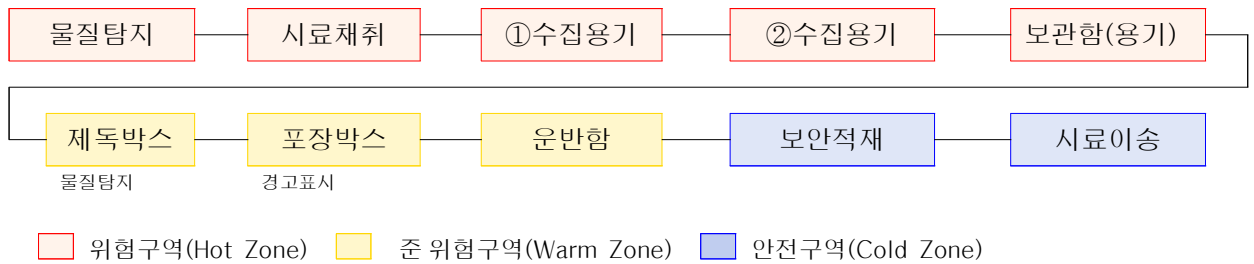 물질탐지 시료채취 ①수집용기 ②수집용기 보관함(용기)
제독박스 포장박스 운반함 보안적재 시료이송
물질탐지 경고표시
위험구역(Hot Zone) 준 위험구역(Warm Zone) 안전구역(Cold Zone)